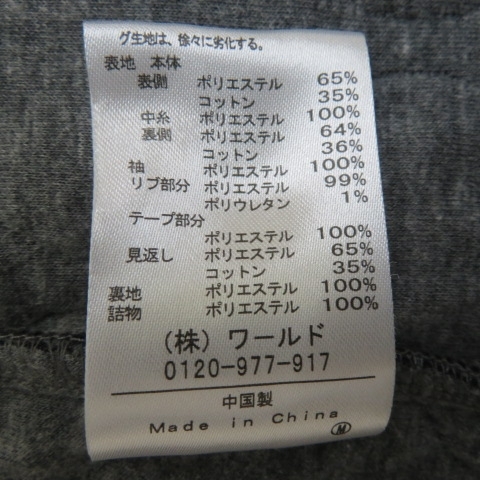 グ生地は、徐々に劣化する。
表地 本体
表側 ポリエステル 65%
コットン 35%
中糸 ポリエステル 100%
裏側 ポリエステル 64%
コットン 36%
袖 ポリエステル 100%
リブ部分 ポリエステル 99%
ポリウレタン 1%
テープ部分
ポリエステル 100%
見返し ポリエステル 65%
コットン 35%
裏地 ポリエステル 100%
詰物 ポリエステル 100%
(株) ワールド
0120-977-917
中国製
Made in China M